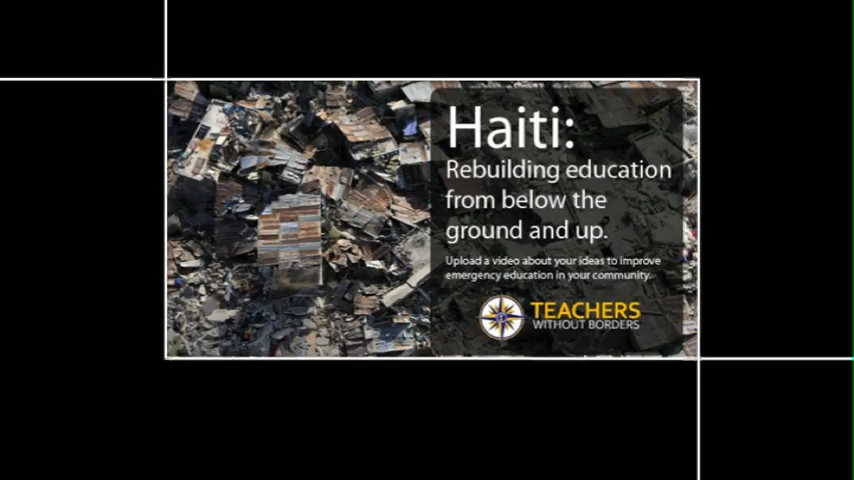 Haiti:
Rebuilding education
from below the
ground and up.
Upload a video about your ideas to improve
emergency education in your community.
TEACHERS
WITHOUT BORDERS